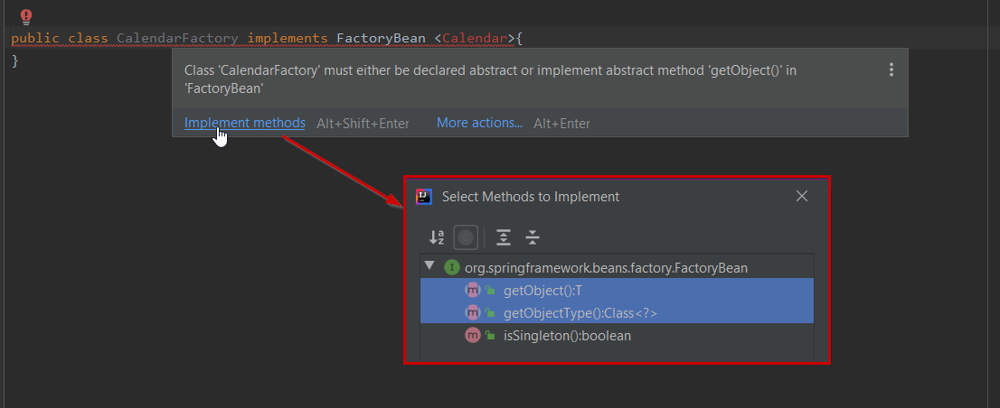 public class CalendarFactory implements FactoryBean <Calendar>{
}
Class 'CalendarFactory' must either be declared abstract or implement abstract method 'getObject()' in
'FactoryBean'
Implement methods Alt+Shift+Enter More actions... Alt+Enter
IJ Select Methods to Implement
a
z
I org.springframework.beans.factory.FactoryBean
m getObject():T
m getObjectType():Class<?>
m isSingleton():boolean